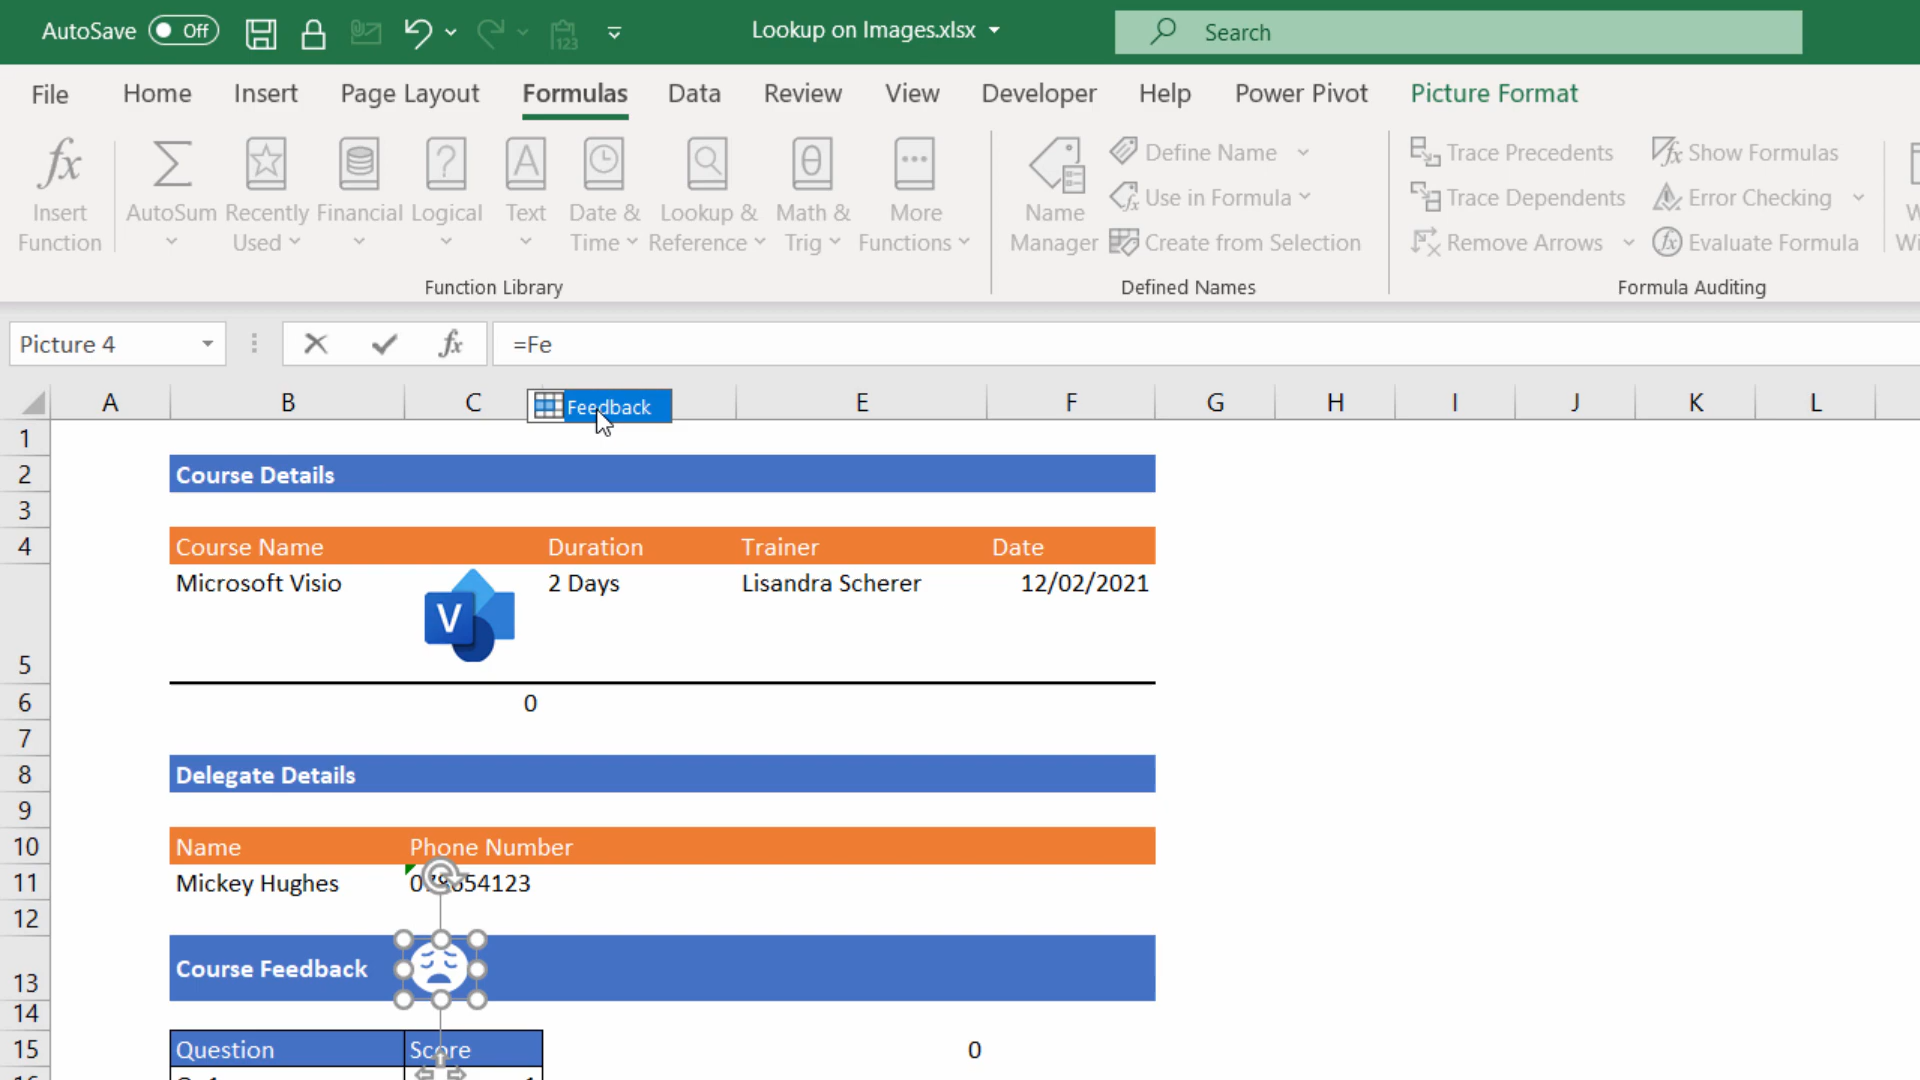 AutoSave Off Lookup on Images.xlsx Search
File Home Insert Page Layout Formulas Data Review View Developer Help Power Pivot Picture Format
Insert Function
AutoSum
Recently Used
Financial
Logical
Text
Date & Time
Lookup & Reference
Math & Trig
More Functions
Function Library
Name Manager
Define Name
Use in Formula
Create from Selection
Defined Names
Trace Precedents
Trace Dependents
Remove Arrows
Show Formulas
Error Checking
Evaluate Formula
Formula Auditing
Picture 4 fx =Fe
Feedback
A B C E F G H I J K L
1
2 Course Details
3
4 Course Name Duration Trainer Date
5 Microsoft Visio V 2 Days Lisandra Scherer 12/02/2021
6 0
7
8 Delegate Details
9
10 Name Phone Number
11 Mickey Hughes
12
13 Course Feedback
14
15 Question Score 0